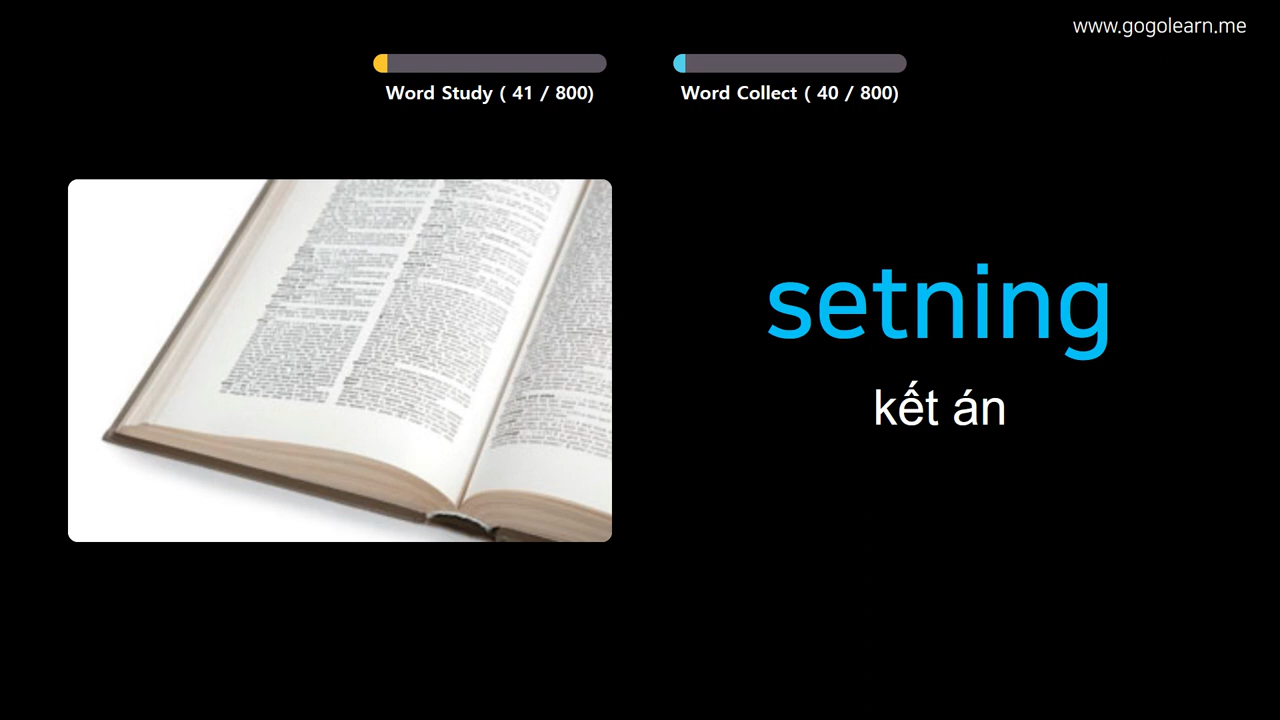 www.gogolearn.me
Word Study ( 41 / 800)
Word Collect ( 40 / 800)
setning
kết án